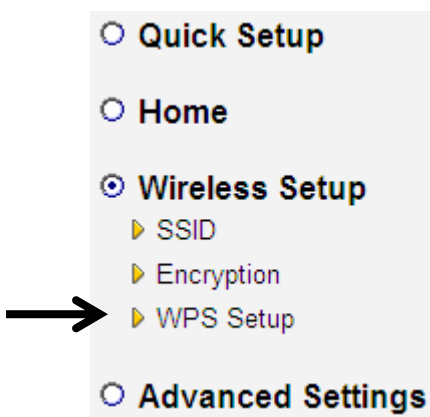 Quick Setup
Home
Wireless Setup
SSID
Encryption
WPS Setup
Advanced Settings